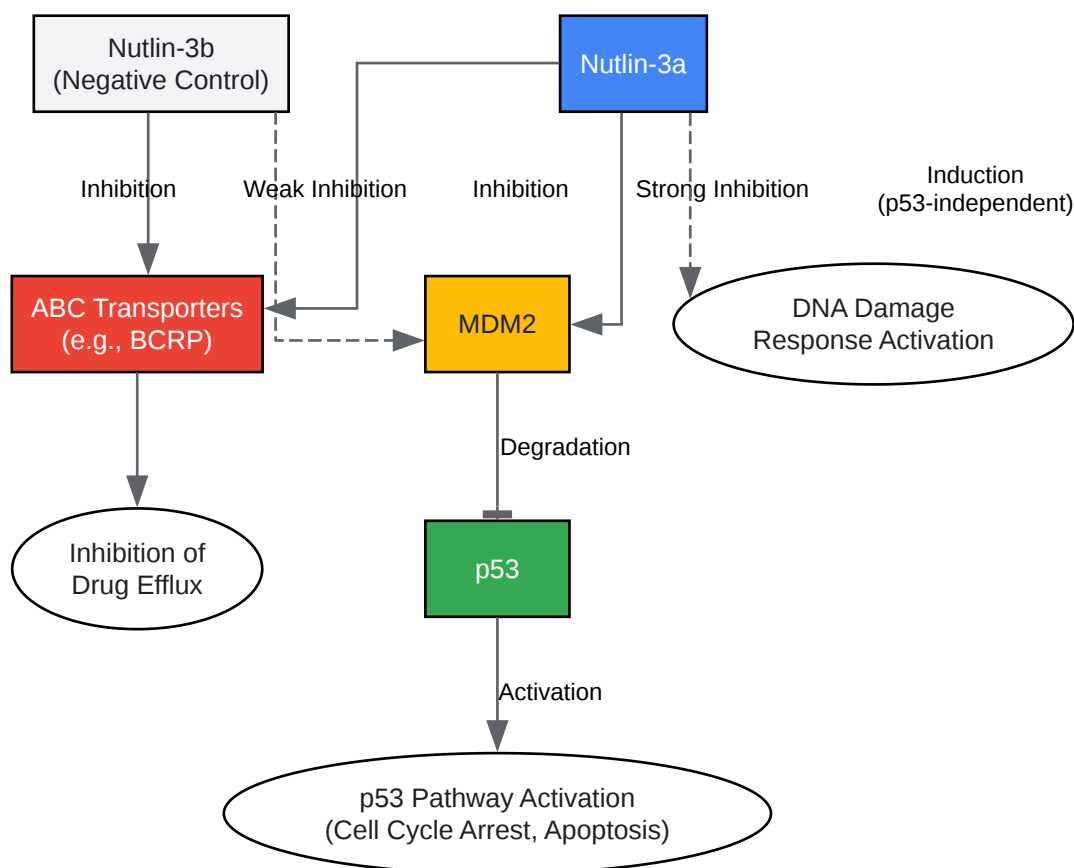 Nutlin-3b
(Negative Control)
Nutlin-3a
Inhibition
Weak Inhibition
Inhibition
Strong Inhibition
Induction
(p53-independent)
ABC Transporters
(e.g., BCRP)
MDM2
DNA Damage
Response Activation
Degradation
Inhibition of
Drug Efflux
p53
Activation
p53 Pathway Activation
(Cell Cycle Arrest, Apoptosis)